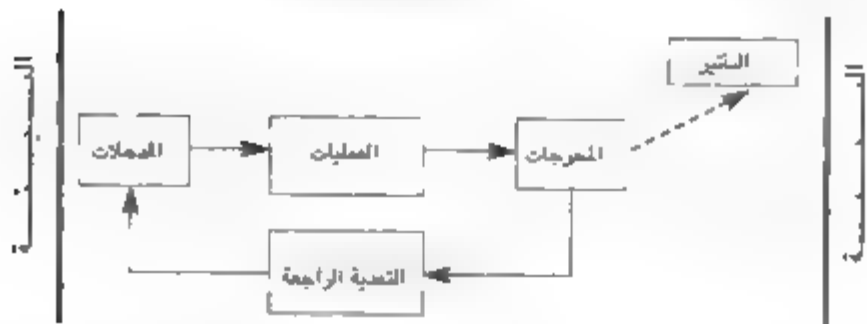 التأثير
المدخلات
العمليات
المخرجات
التغذية الراجعة